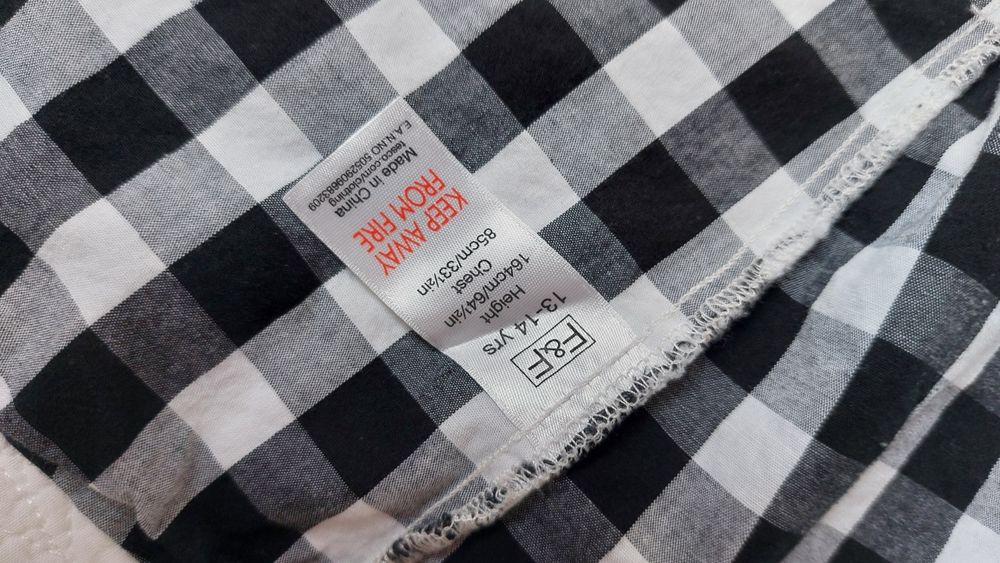 F&F
13-14 yrs
Height
164cm/64½in
Chest
85cm/33½in
KEEP AWAY
FROM FIRE
Made in China
tesco.com/clothing